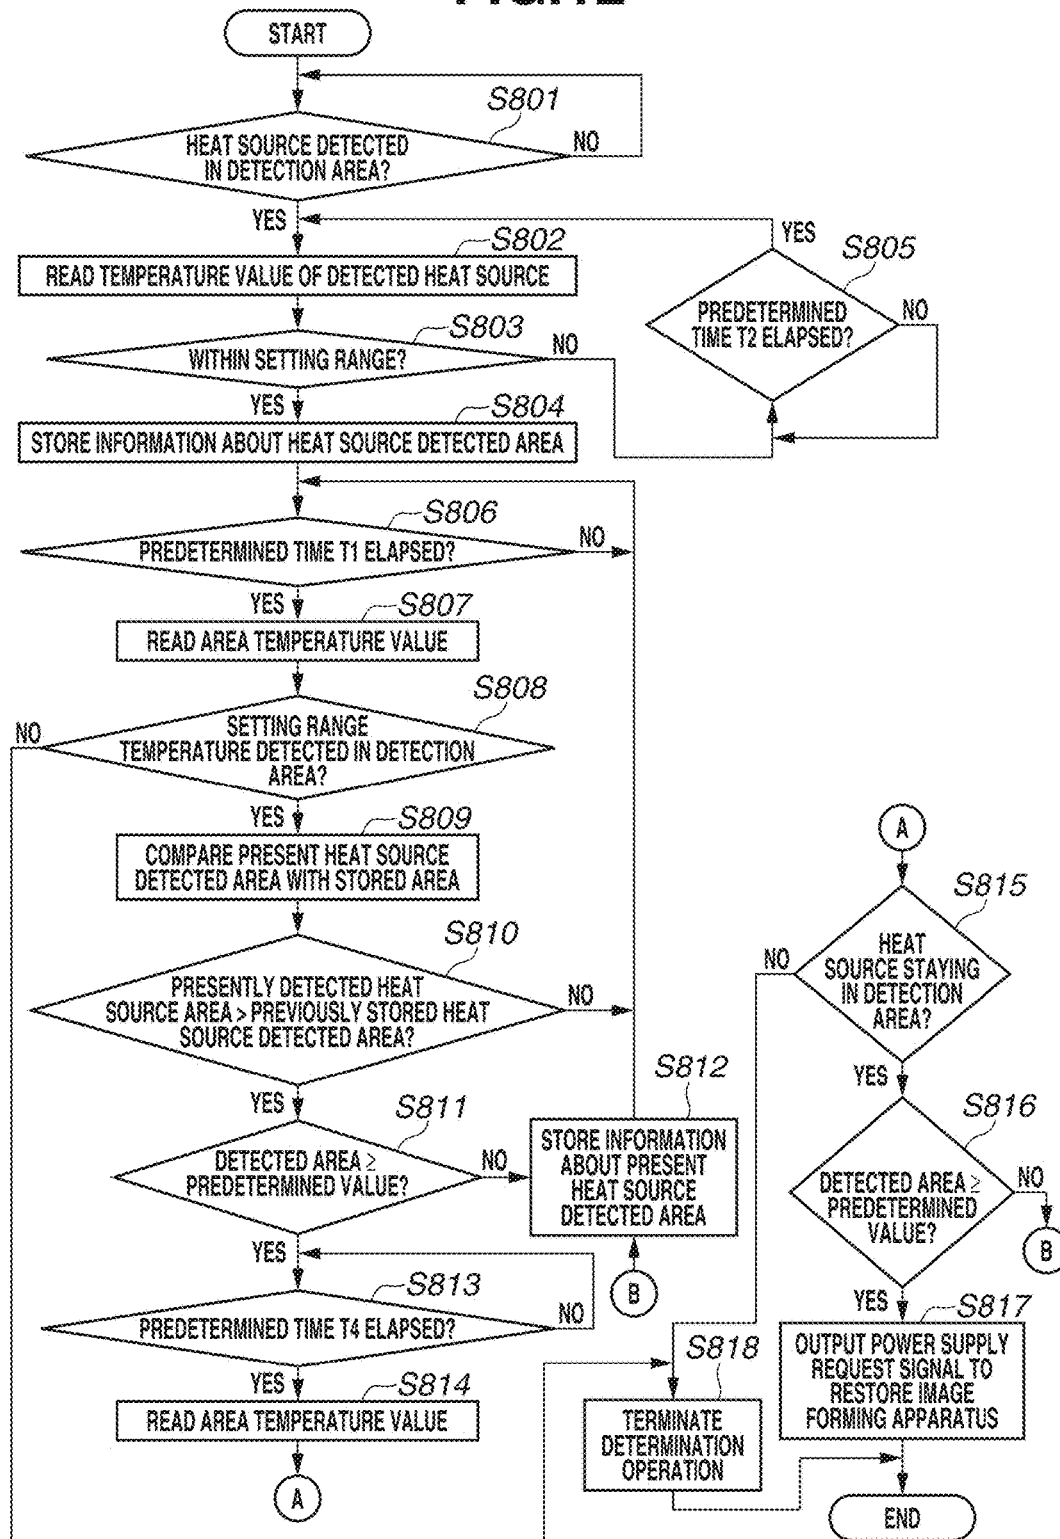 START
S801
HEAT SOURCE DETECTED
IN DETECTION AREA?
NO
YES
S802
READ TEMPERATURE VALUE OF DETECTED HEAT SOURCE
YES
S805
PREDETERMINED
TIME T2 ELAPSED?
NO
S803
WITHIN SETTING RANGE?
NO
YES
S804
STORE INFORMATION ABOUT HEAT SOURCE DETECTED AREA
S806
PREDETERMINED TIME T1 ELAPSED?
NO
YES
S807
READ AREA TEMPERATURE VALUE
S808
SETTING RANGE
TEMPERATURE DETECTED IN DETECTION
AREA?
NO
YES
S809
COMPARE PRESENT HEAT SOURCE
DETECTED AREA WITH STORED AREA
S810
PRESENTLY DETECTED HEAT
SOURCE AREA > PREVIOUSLY STORED HEAT
SOURCE DETECTED AREA?
NO
YES
S811
DETECTED AREA ≥
PREDETERMINED VALUE?
NO
S812
STORE INFORMATION
ABOUT PRESENT
HEAT SOURCE
DETECTED AREA
B
YES
S813
PREDETERMINED TIME T4 ELAPSED?
NO
YES
S814
READ AREA TEMPERATURE VALUE
A
A
S815
HEAT
SOURCE STAYING
IN DETECTION
AREA?
NO
YES
S816
DETECTED AREA ≥
PREDETERMINED
VALUE?
NO
B
YES
S817
OUTPUT POWER SUPPLY
REQUEST SIGNAL TO
RESTORE IMAGE
FORMING APPARATUS
S818
TERMINATE
DETERMINATION
OPERATION
END